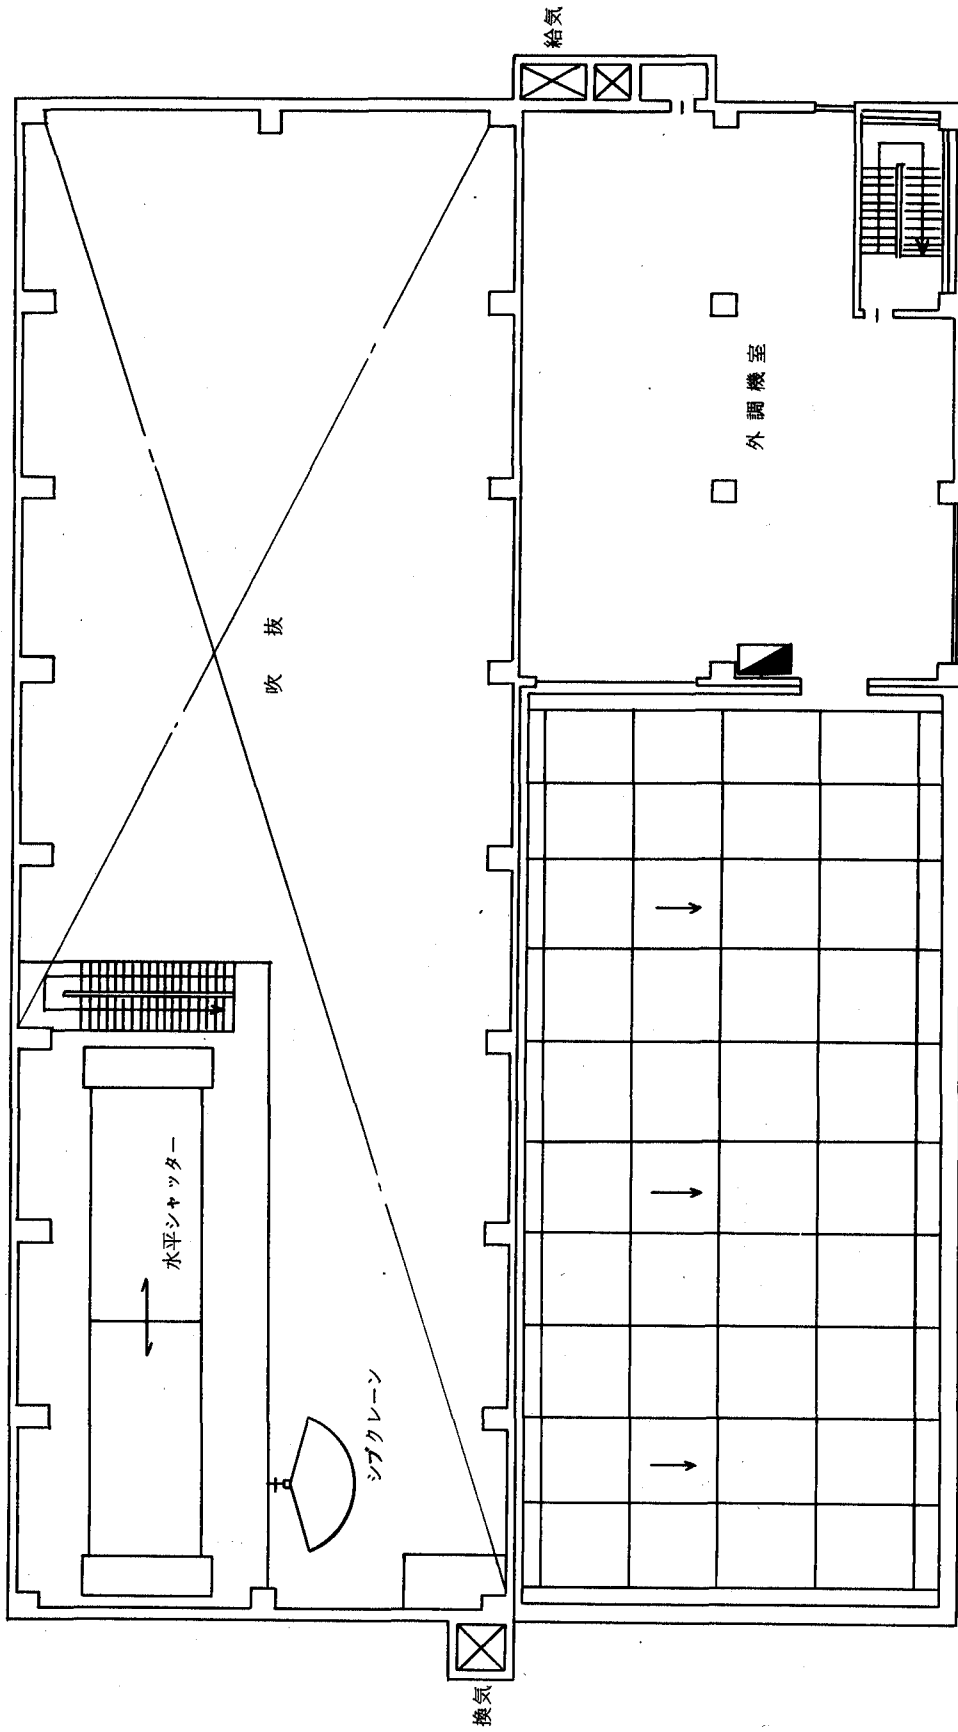 給気
外調機室
吹抜
水平シャッター
ジブクレーン
換気